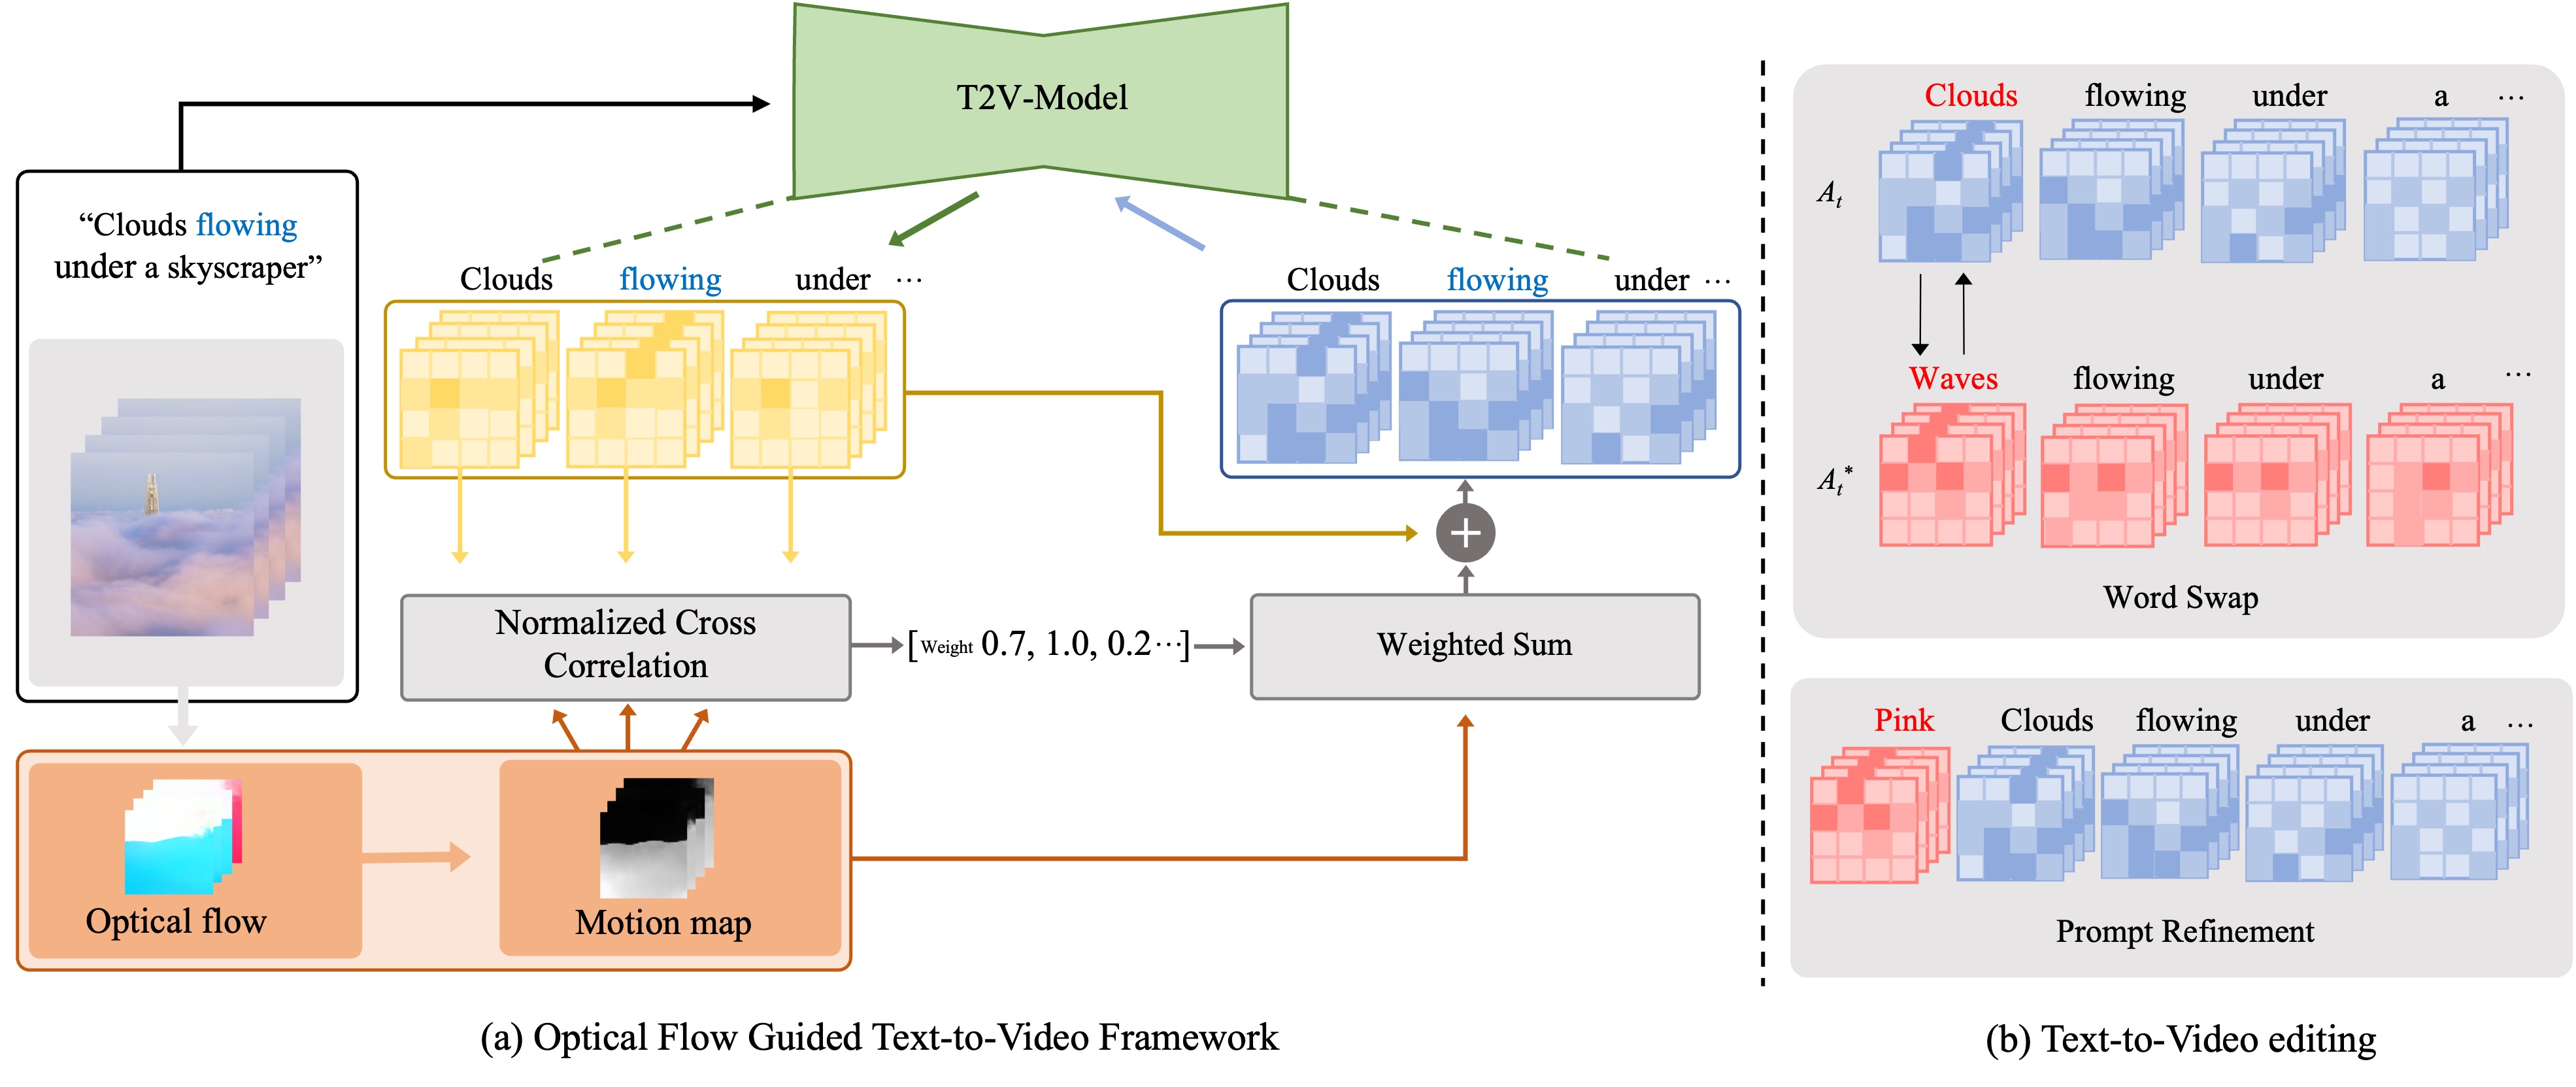 T2V-Model
“Clouds flowing
under a skyscraper”
Clouds flowing under ...
Clouds flowing under ...
Normalized Cross
Correlation
[Weight 0.7, 1.0, 0.2...]
Weighted Sum
Optical flow
Motion map
(a) Optical Flow Guided Text-to-Video Framework
Clouds flowing under a ...
A_t
Waves flowing under a ...
A_t^*
Word Swap
Pink Clouds flowing under a ...
Prompt Refinement
(b) Text-to-Video editing